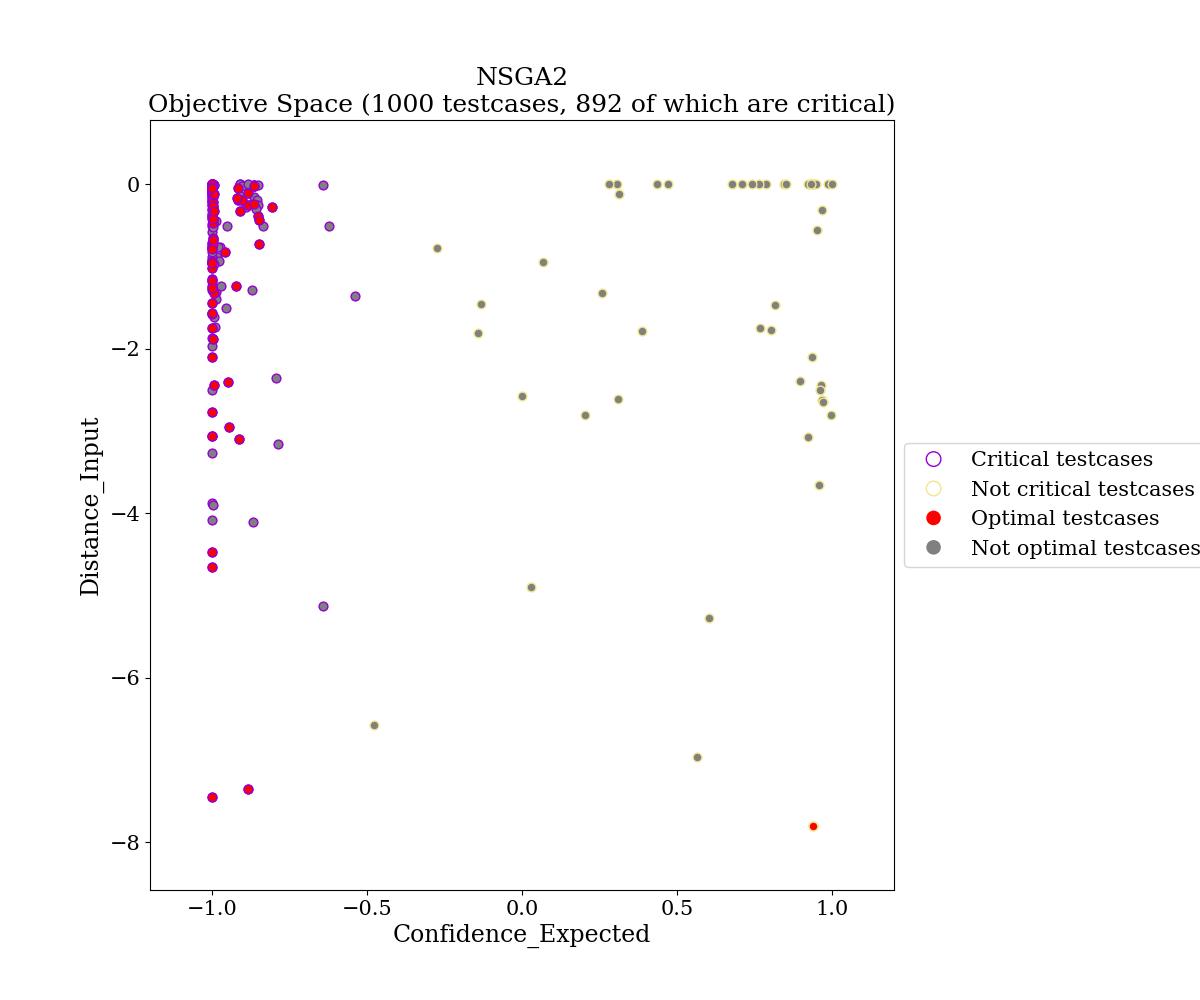 NSGA2
Objective Space (1000 testcases, 892 of which are critical)
0
−2
−4
−6
−8
Distance_Input
−1.0
−0.5
0.0
0.5
1.0
Confidence_Expected
Critical testcases
Not critical testcases
Optimal testcases
Not optimal testcases